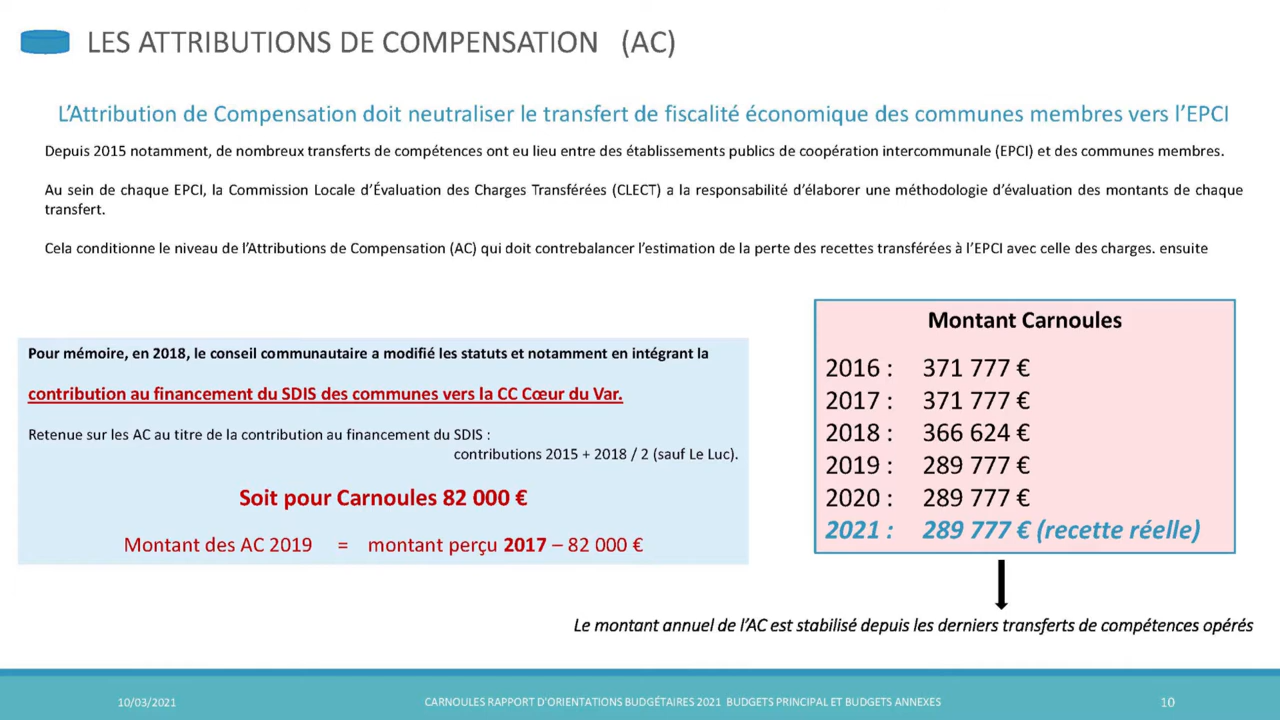 LES ATTRIBUTIONS DE COMPENSATION (AC)
L'Attribution de Compensation doit neutraliser le transfert de fiscalité économique des communes membres vers l'EPCI
Depuis 2015 notamment, de nombreux transferts de compétences ont eu lieu entre des établissements publics de coopération intercommunale (EPCI) et des communes membres.
Au sein de chaque EPCI, la Commission Locale d'Évaluation des Charges Transférées (CLECT) a la responsabilité d'élaborer une méthodologie d'évaluation des montants de chaque
transfert.
Cela conditionne le niveau de l'Attributions de Compensation (AC) qui doit contrebalancer l'estimation de la perte des recettes transférées à l'EPCI avec celle des charges. ensuite
Pour mémoire, en 2018, le conseil communautaire a modifié les statuts et notamment en intégrant la
contribution au financement du SDIS des communes vers la CC Cœur du Var.
Retenue sur les AC au titre de la contribution au financement du SDIS :
contributions 2015 + 2018 / 2 (sauf Le Luc).
Soit pour Carnoules 82 000 €
Montant des AC 2019 = montant perçu 2017 – 82 000 €
Montant Carnoules
2016 : 371 777 €
2017 : 371 777 €
2018 : 366 624 €
2019 : 289 777 €
2020 : 289 777 €
2021 : 289 777 € (recette réelle)
Le montant annuel de l'AC est stabilisé depuis les derniers transferts de compétences opérés
10/03/2021
CARNOULES RAPPORT D'ORIENTATIONS BUDGÉTAIRES 2021 BUDGETS PRINCIPAL ET BUDGETS ANNEXES
10